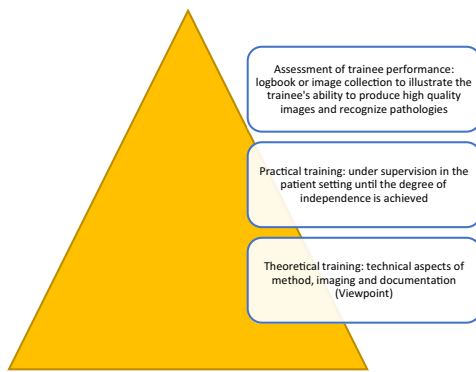 Assessment of trainee performance:
logbook or image collection to illustrate the
trainee's ability to produce high quality
images and recognize pathologies
Practical training: under supervision in the
patient setting until the degree of
independence is achieved
Theoretical training: technical aspects of
method, imaging and documentation
(Viewpoint)